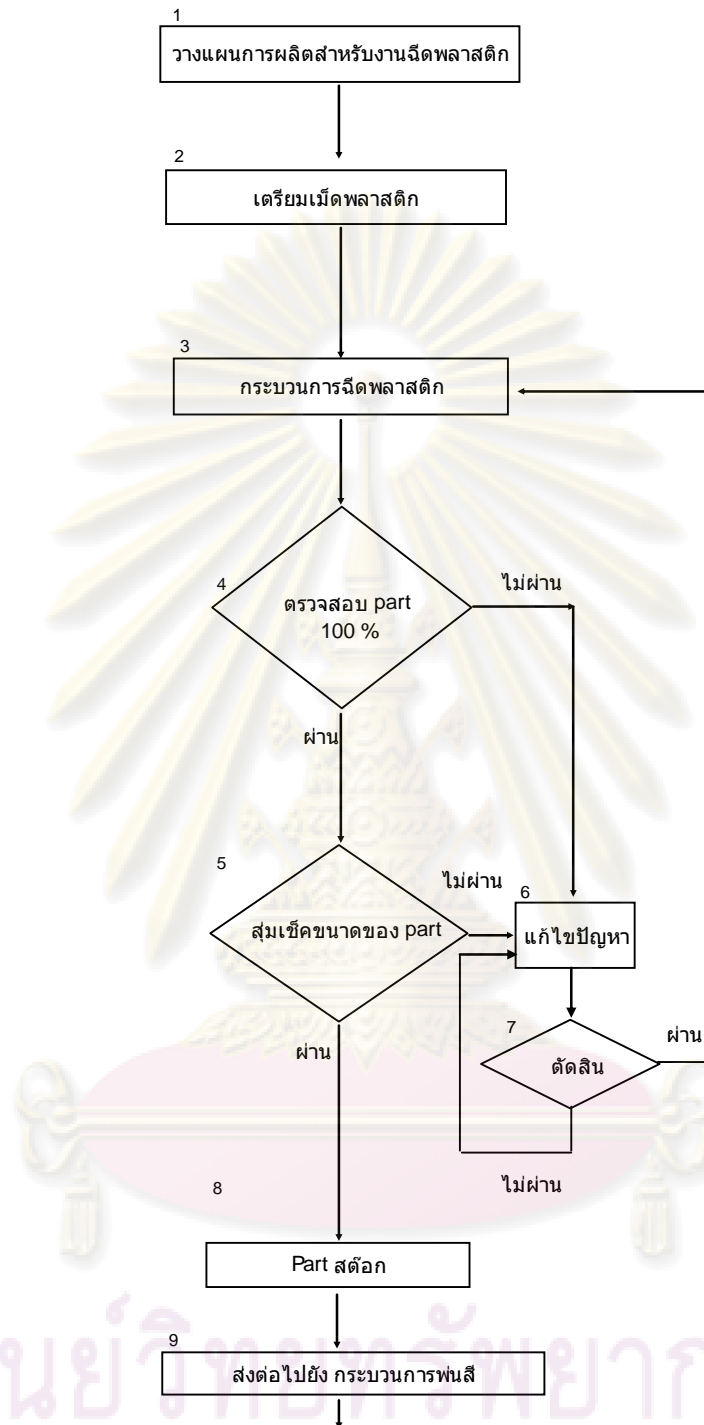 1
วางแผนการผลิตสำหรับงานฉีดพลาสติก
2
เตรียมเม็ดพลาสติก
3
กระบวนการฉีดพลาสติก
4
ตรวจสอบ part
100 %
ไม่ผ่าน
ผ่าน
5
สุ่มเช็คขนาดของ part
ไม่ผ่าน
6
แก้ไขปัญหา
7
ตัดสิน
ผ่าน
ผ่าน
ไม่ผ่าน
8
Part สต๊อก
9
ส่งต่อไปยัง กระบวนการพ่นสี